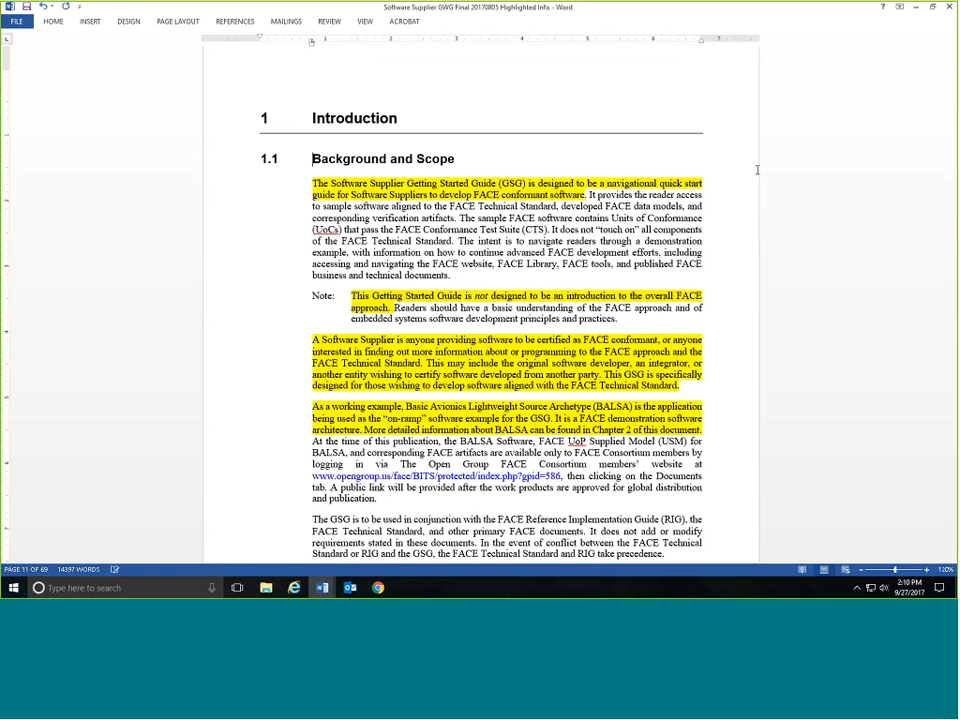 Software Supplier GWG Final 20170805 Highlighted Info - Word
FILE HOME INSERT DESIGN PAGE LAYOUT REFERENCES MAILINGS REVIEW VIEW ACROBAT
1 2 3 4 5 6 7
1 Introduction
1.1 Background and Scope
The Software Supplier Getting Started Guide (GSG) is designed to be a navigational quick start
guide for Software Suppliers to develop FACE conformant software. It provides the reader access
to sample software aligned to the FACE Technical Standard, developed FACE data models, and
corresponding verification artifacts. The sample FACE software contains Units of Conformance
(UoCs) that pass the FACE Conformance Test Suite (CTS). It does not “touch on” all components
of the FACE Technical Standard. The intent is to navigate readers through a demonstration
example, with information on how to continue advanced FACE development efforts, including
accessing and navigating the FACE website, FACE Library, FACE tools, and published FACE
business and technical documents.
Note: This Getting Started Guide is not designed to be an introduction to the overall FACE
approach. Readers should have a basic understanding of the FACE approach and of
embedded systems software development principles and practices.
A Software Supplier is anyone providing software to be certified as FACE conformant, or anyone
interested in finding out more information about or programming to the FACE approach and the
FACE Technical Standard. This may include the original software developer, an integrator, or
another entity wishing to certify software developed from another party. This GSG is specifically
designed for those wishing to develop software aligned with the FACE Technical Standard.
As a working example, Basic Avionics Lightweight Source Archetype (BALSA) is the application
being used as the “on-ramp” software example for the GSG. It is a FACE demonstration software
architecture. More detailed information about BALSA can be found in Chapter 2 of this document.
At the time of this publication, the BALSA Software, FACE UoP Supplied Model (USM) for
BALSA, and corresponding FACE artifacts are available only to FACE Consortium members by
logging in via The Open Group FACE Consortium members’ website at
www.opengroup.us/face/BITS/protected/index.php?gpid=586, then clicking on the Documents
tab. A public link will be provided after the work products are approved for global distribution
and publication.
The GSG is to be used in conjunction with the FACE Reference Implementation Guide (RIG), the
FACE Technical Standard, and other primary FACE documents. It does not add or modify
requirements stated in these documents. In the event of conflict between the FACE Technical
Standard or RIG and the GSG, the FACE Technical Standard and RIG take precedence.
PAGE 11 OF 69 14397 WORDS 120%
Type here to search
2:10 PM
9/27/2017